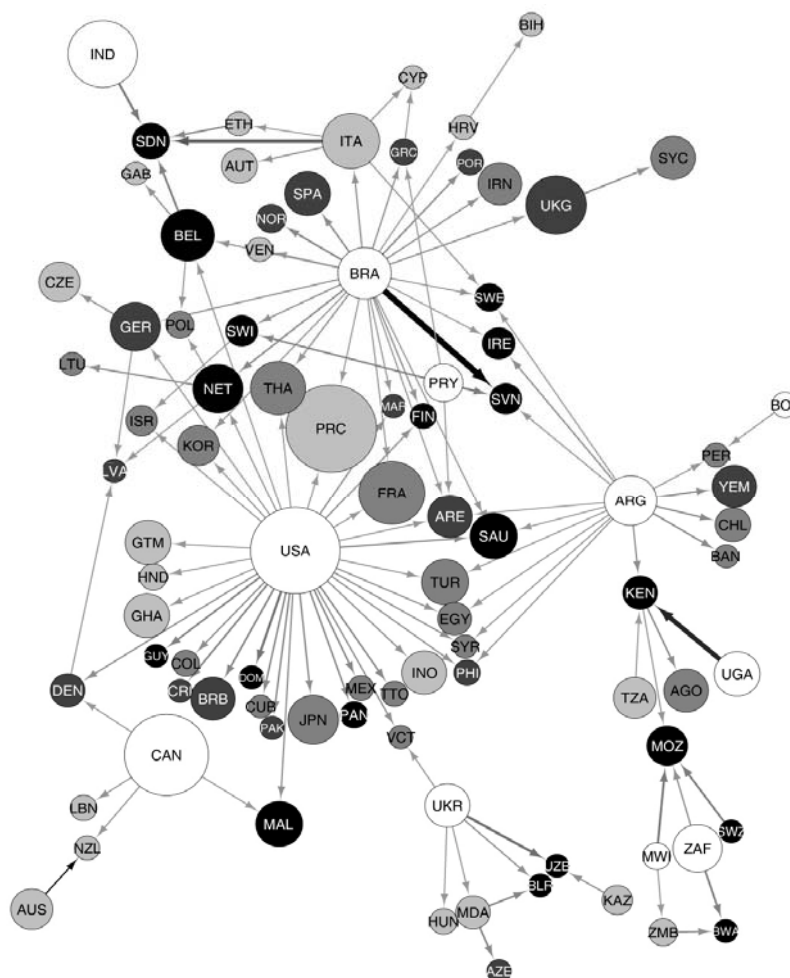 BIH
IND
CYP
ETH
SDN
HRV
ITA
GRC
POR
SYC
AUT
GAB
IRN
SPA
UKG
NOR
BEL
VEN
BRA
CZE
SWE
GER
POL
SWI
IRE
LTU
NET
THA
PRY
SVN
MAR
BO
ISR
FIN
PRC
KOR
PER
LVA
YEM
FRA
ARG
ARE
CHL
SAU
GTM
USA
BAN
HND
TUR
KEN
GHA
EGY
SYR
GUY
COL
INO
PHI
UGA
DOM
DEN
CRI
BRB
MEX
TTO
TZA
AGO
CUB
PAN
JPN
PAK
VCT
MOZ
CAN
LBN
UKR
MAL
SWZ
NZL
MWI
ZAF
UZB
BLR
KAZ
AUS
HUN
MDA
ZMB
BWA
AZE